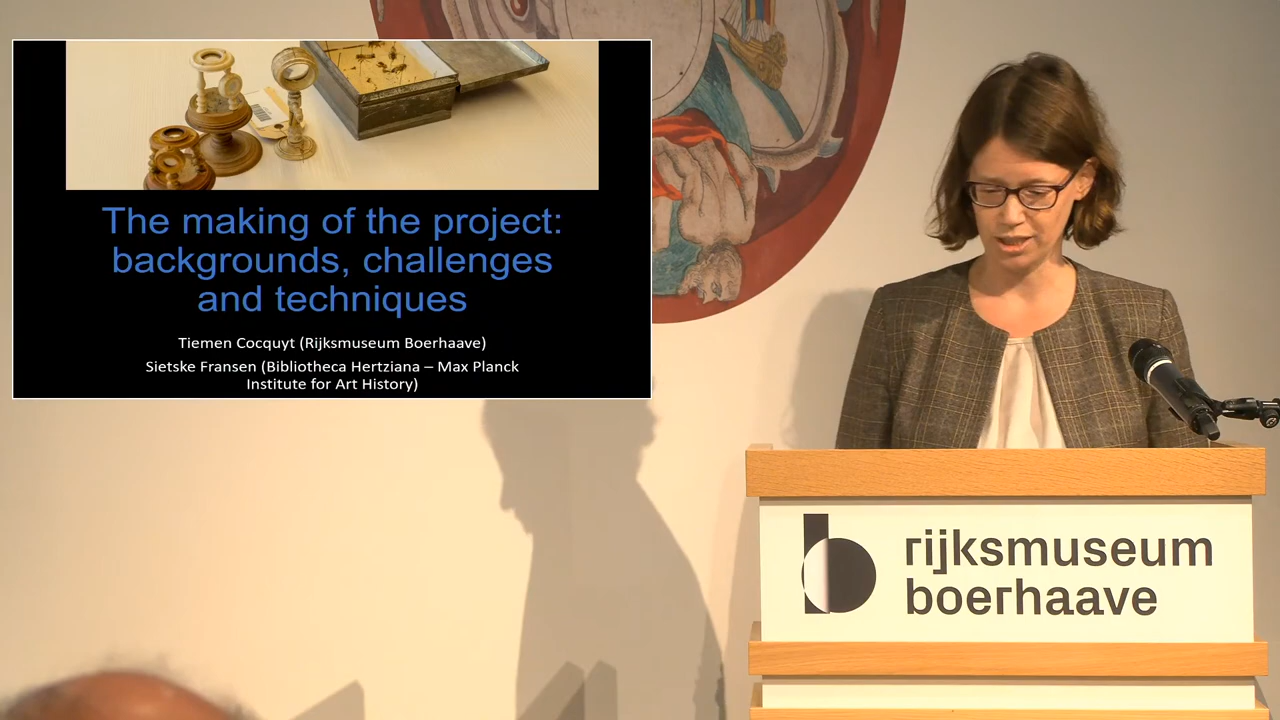 The making of the project:
backgrounds, challenges
and techniques
Tiemen Cocquyt (Rijksmuseum Boerhaave)
Sietske Fransen (Bibliotheca Hertziana – Max Planck
Institute for Art History)
rijksmuseum
boerhaave